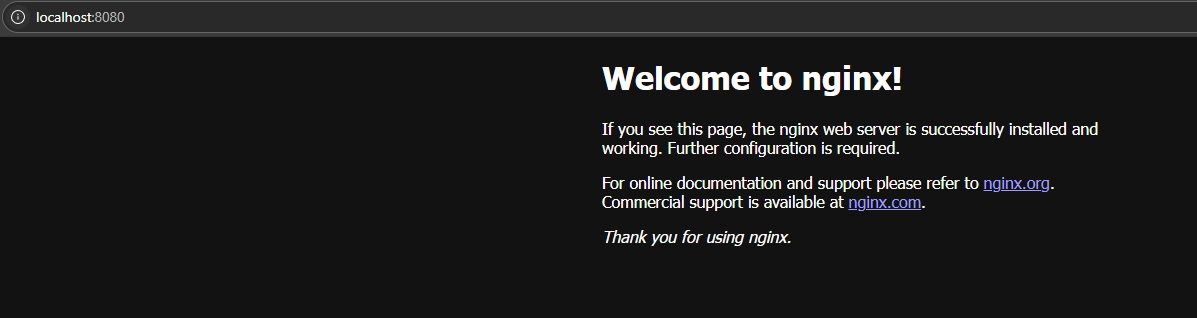 localhost:8080
Welcome to nginx!
If you see this page, the nginx web server is successfully installed and
working. Further configuration is required.
For online documentation and support please refer to nginx.org.
Commercial support is available at nginx.com.
Thank you for using nginx.